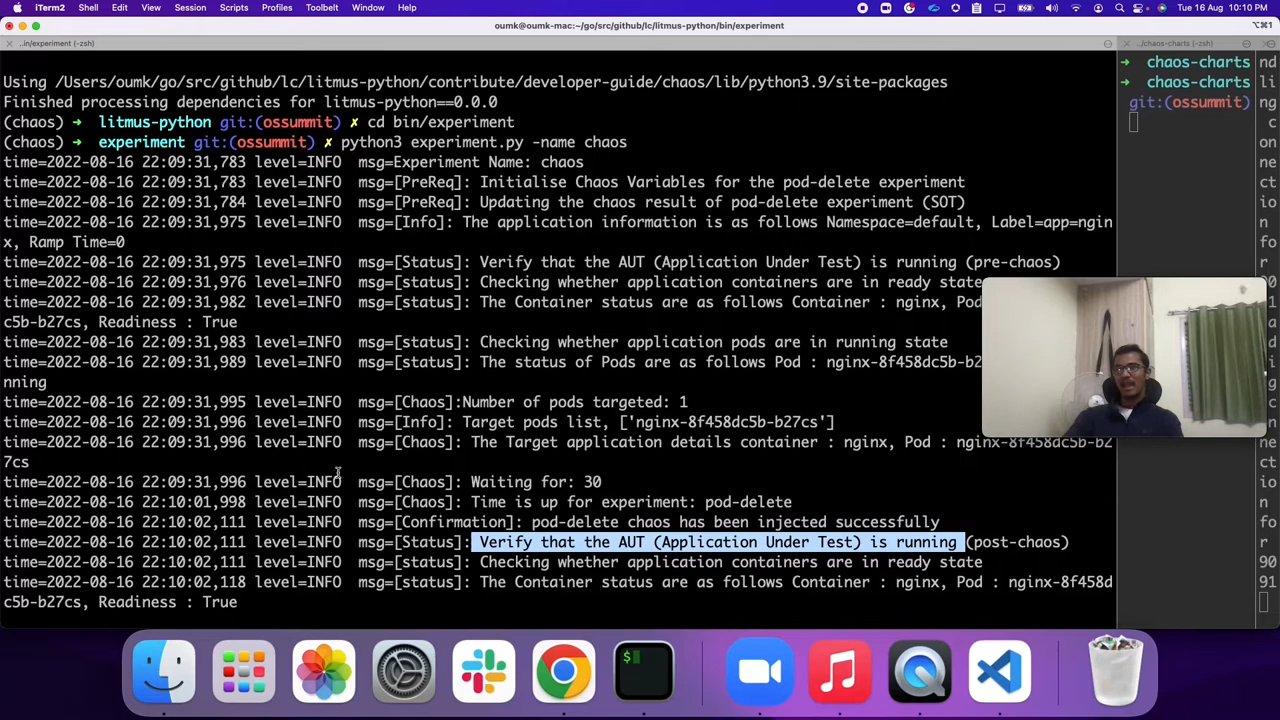 iTerm2 Shell Edit View Session Scripts Profiles Toolbelt Window Help Tue 16 Aug 10:10 PM
oumk@oumk-mac:~/go/src/github/lc/litmus-python/bin/experiment ⌥⌘1
..in/experiment (-zsh) ../chaos-charts (-zsh)
Using /Users/oumk/go/src/github/lc/litmus-python/contribute/developer-guide/chaos/lib/python3.9/site-packages
Finished processing dependencies for litmus-python==0.0.0
(chaos) ➜ litmus-python git:(ossummit) ✗ cd bin/experiment
(chaos) ➜ experiment git:(ossummit) ✗ python3 experiment.py -name chaos
time=2022-08-16 22:09:31,783 level=INFO msg=Experiment Name: chaos
time=2022-08-16 22:09:31,783 level=INFO msg=[PreReq]: Initialise Chaos Variables for the pod-delete experiment
time=2022-08-16 22:09:31,784 level=INFO msg=[PreReq]: Updating the chaos result of pod-delete experiment (SOT)
time=2022-08-16 22:09:31,975 level=INFO msg=[Info]: The application information is as follows Namespace=default, Label=app=ngin
x, Ramp Time=0
time=2022-08-16 22:09:31,975 level=INFO msg=[Status]: Verify that the AUT (Application Under Test) is running (pre-chaos)
time=2022-08-16 22:09:31,976 level=INFO msg=[Status]: Checking whether application containers are in ready state
time=2022-08-16 22:09:31,982 level=INFO msg=[Status]: The Container status are as follows Container : nginx, Pod
c5b-b27cs, Readiness : True
time=2022-08-16 22:09:31,983 level=INFO msg=[status]: Checking whether application pods are in running state
time=2022-08-16 22:09:31,989 level=INFO msg=[Status]: The status of Pods are as follows Pod : nginx-8f458dc5b-b2
nning
time=2022-08-16 22:09:31,995 level=INFO msg=[Chaos]:Number of pods targeted: 1
time=2022-08-16 22:09:31,996 level=INFO msg=[Info]: Target pods list, ['nginx-8f458dc5b-b27cs']
time=2022-08-16 22:09:31,996 level=INFO msg=[Chaos]: The Target application details container : nginx, Pod : nginx-8f458dc5b-b2
7cs
time=2022-08-16 22:09:31,996 level=INFO msg=[Chaos]: Waiting for: 30
time=2022-08-16 22:10:01,998 level=INFO msg=[Chaos]: Time is up for experiment: pod-delete
time=2022-08-16 22:10:02,111 level=INFO msg=[Confirmation]: pod-delete chaos has been injected successfully
time=2022-08-16 22:10:02,111 level=INFO msg=[Status]: Verify that the AUT (Application Under Test) is running (post-chaos)
time=2022-08-16 22:10:02,111 level=INFO msg=[Status]: Checking whether application containers are in ready state
time=2022-08-16 22:10:02,118 level=INFO msg=[Status]: The Container status are as follows Container : nginx, Pod : nginx-8f458d
c5b-b27cs, Readiness : True
➜ chaos-charts
➜ chaos-charts
git:(ossummit)
nd
li
ng
on
ne
ct
io
n
fo
r
90
91